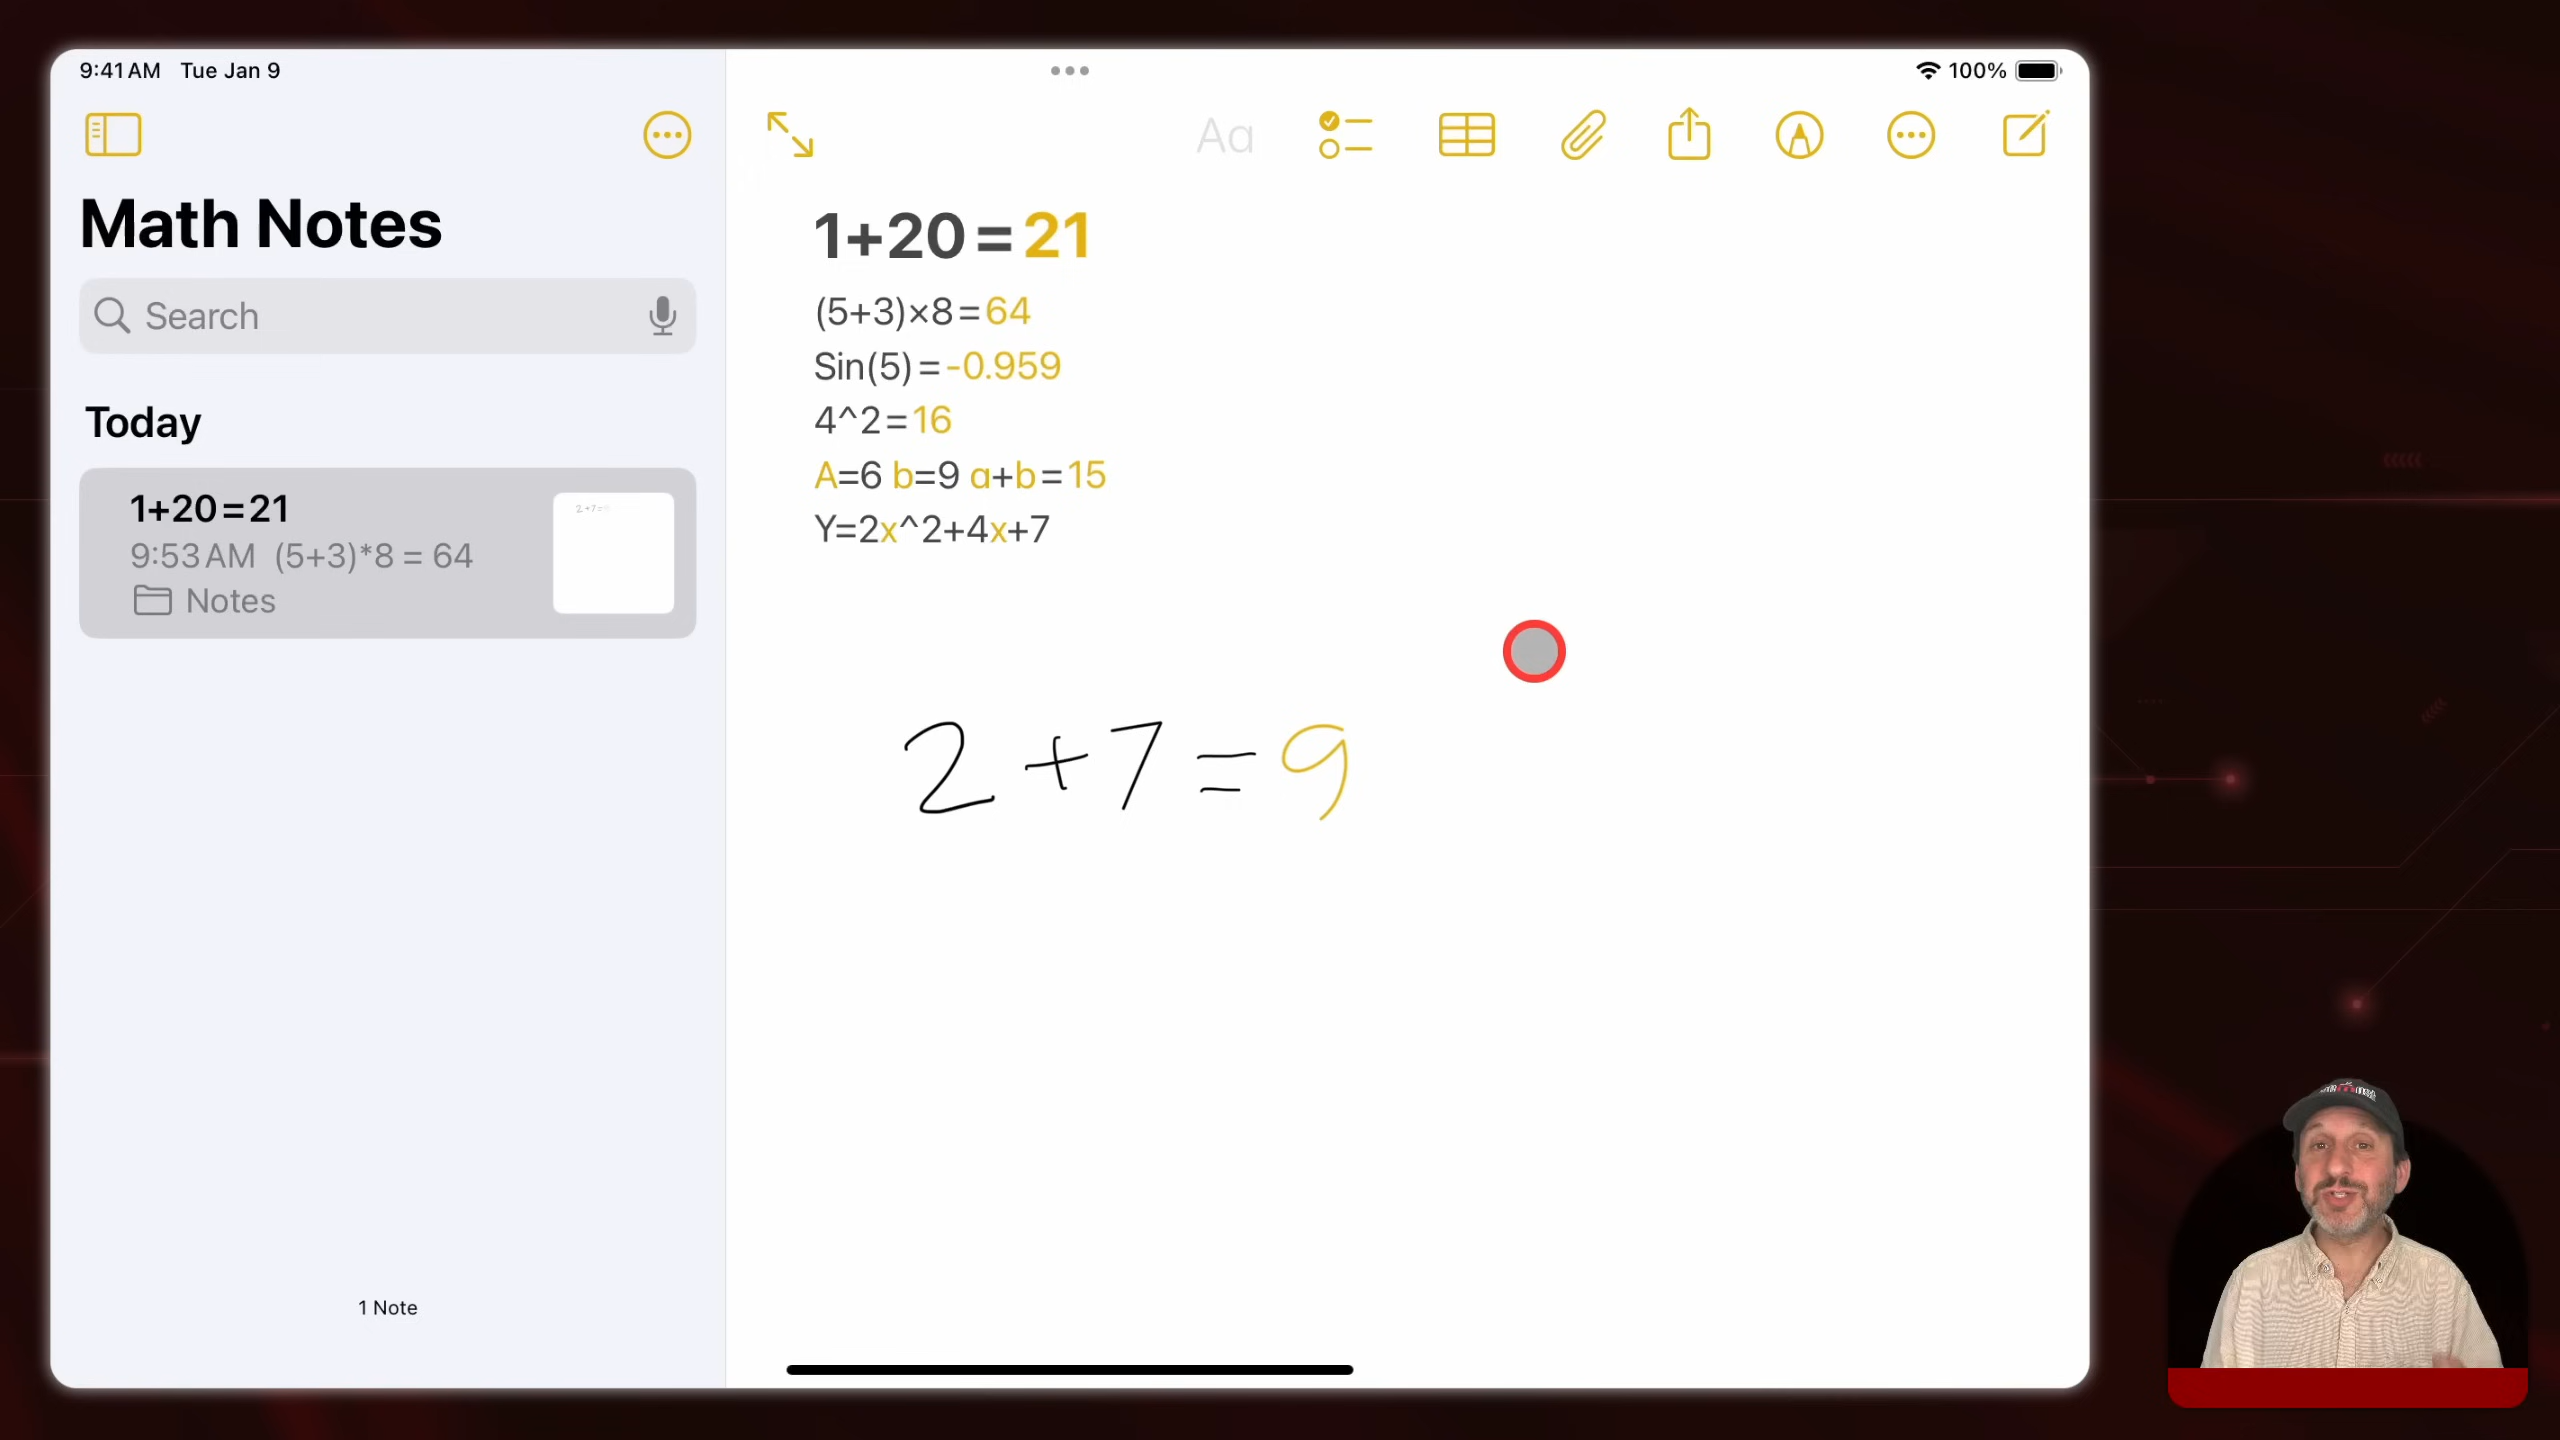 9:41 AM Tue Jan 9
100%
Math Notes
Search
Today
1+20=21
9:53 AM (5+3)*8 = 64
Notes
1 Note
Aa
1+20=21
(5+3)×8=64
Sin(5)=-0.959
4^2=16
A=6 b=9 a+b=15
Y=2x^2+4x+7
2+7=9